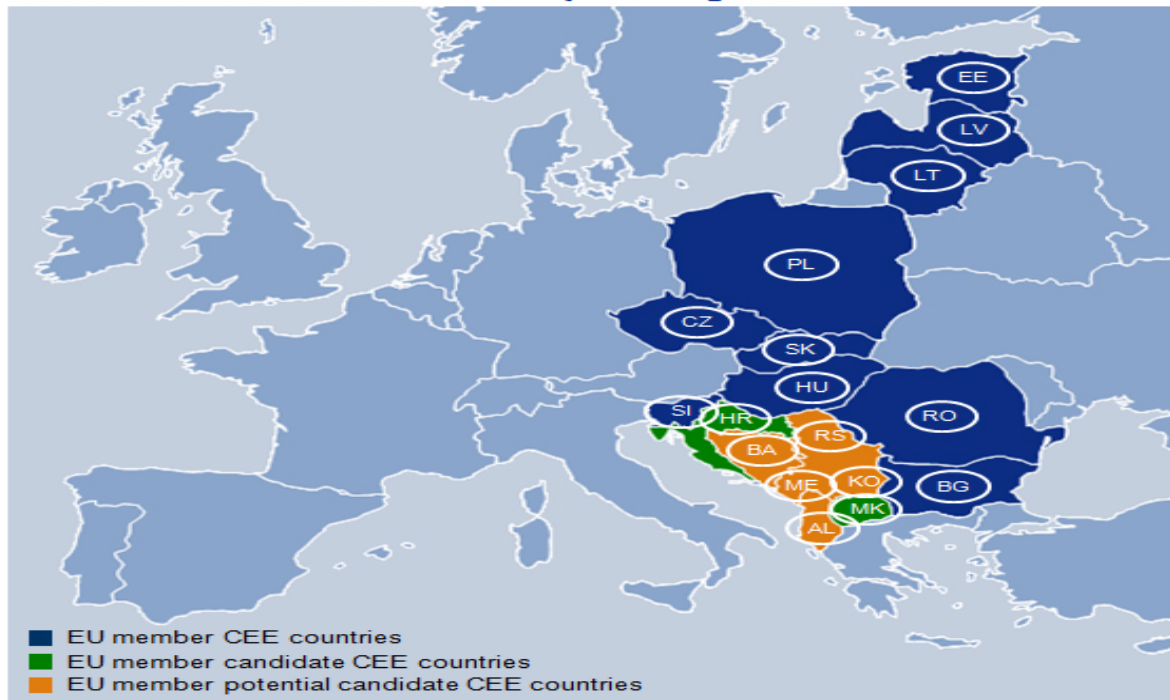 EE
LV
LT
PL
CZ
SK
HU
SI
HR
RO
RS
BA
ME
KO
BG
MK
AL
EU member CEE countries
EU member candidate CEE countries
EU member potential candidate CEE countries